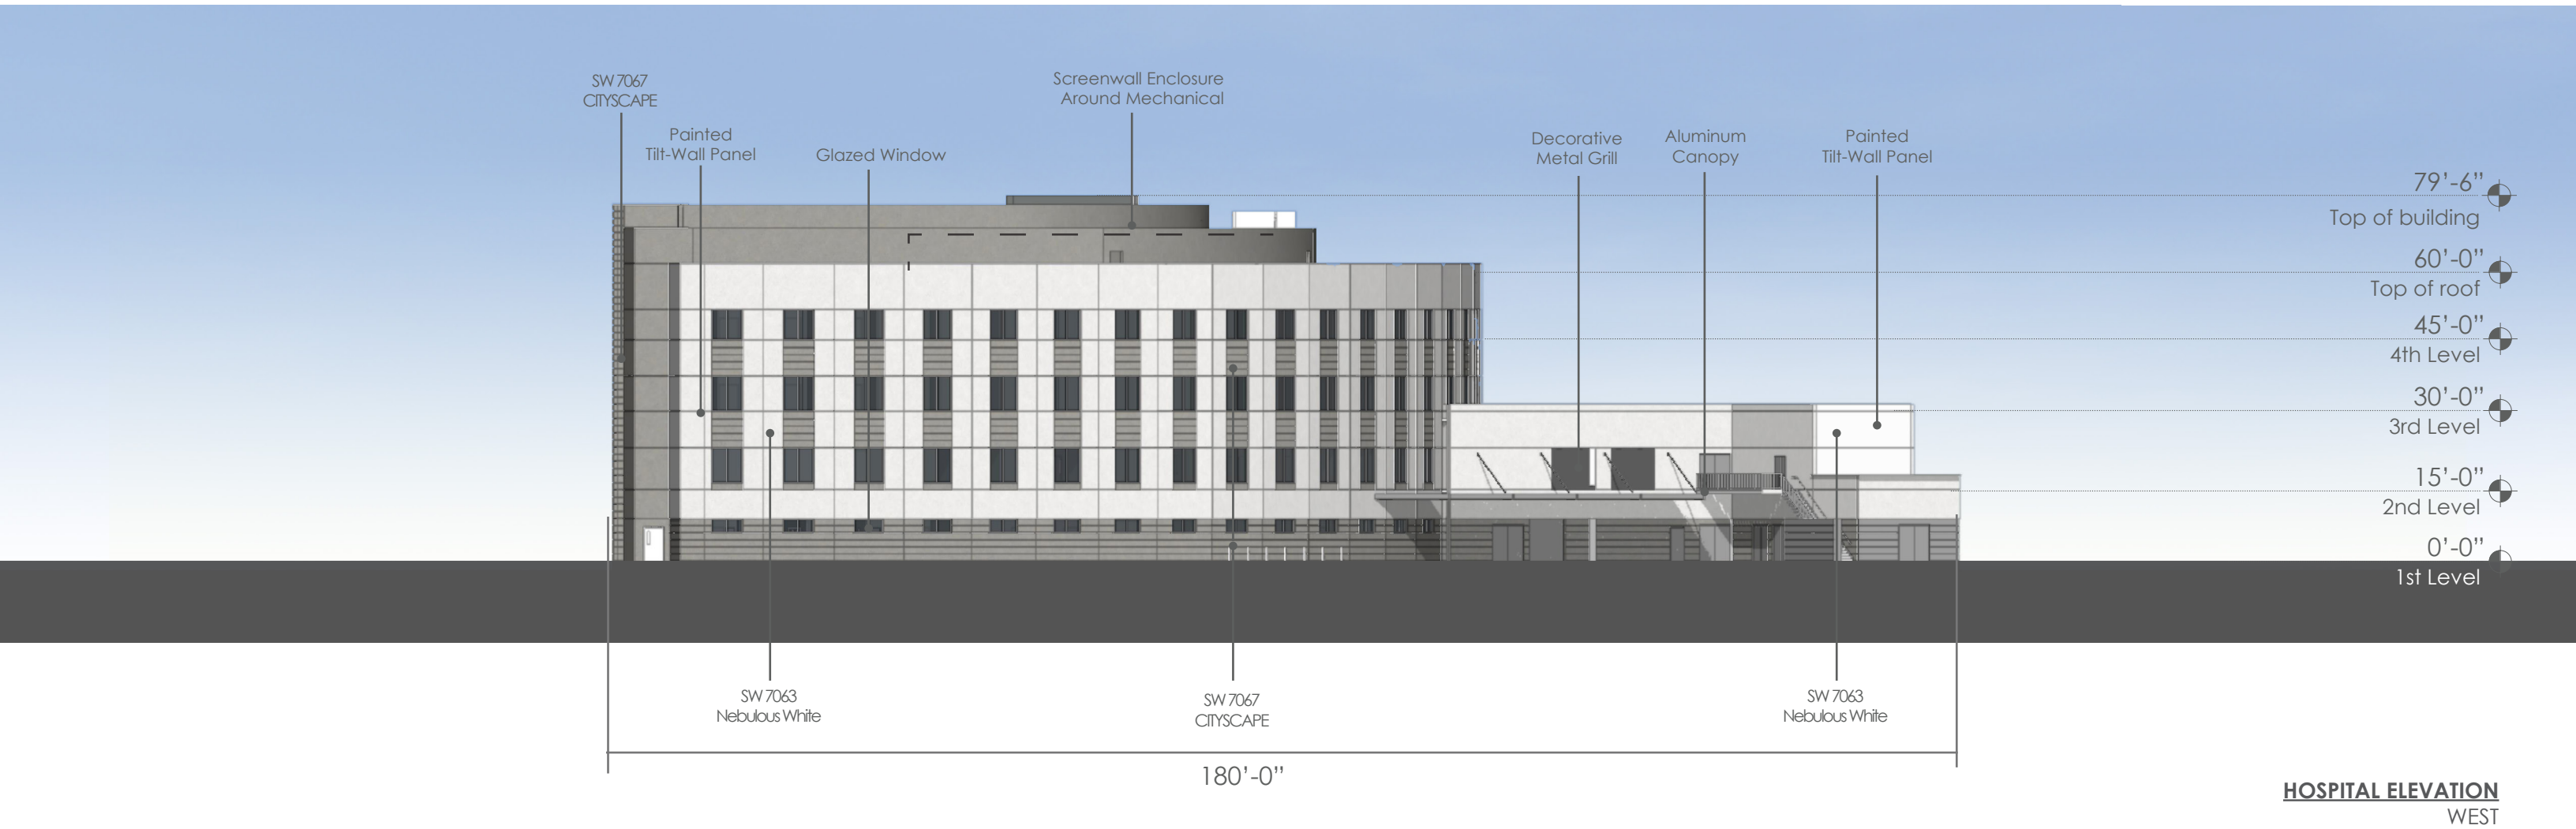 SW 7067
CITYSCAPE
Screenwall Enclosure
Around Mechanical
Painted
Tilt-Wall Panel
Glazed Window
Decorative
Metal Grill
Aluminum
Canopy
Painted
Tilt-Wall Panel
79’-6”
Top of building
60’-0”
Top of roof
45’-0”
4th Level
30’-0”
3rd Level
15’-0”
2nd Level
0’-0”
1st Level
SW 7063
Nebulous White
SW 7067
CITYSCAPE
SW 7063
Nebulous White
180’-0”
HOSPITAL ELEVATION
WEST